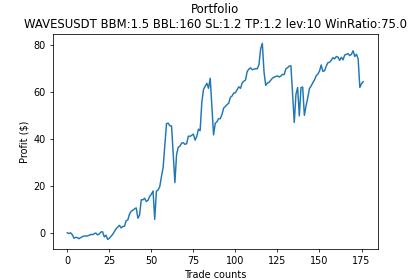 Portfolio
WAVESUSDT BBM:1.5 BBL:160 SL:1.2 TP:1.2 lev:10 WinRatio:75.0
80
60
40
20
0
Profit ($)
0 25 50 75 100 125 150 175
Trade counts